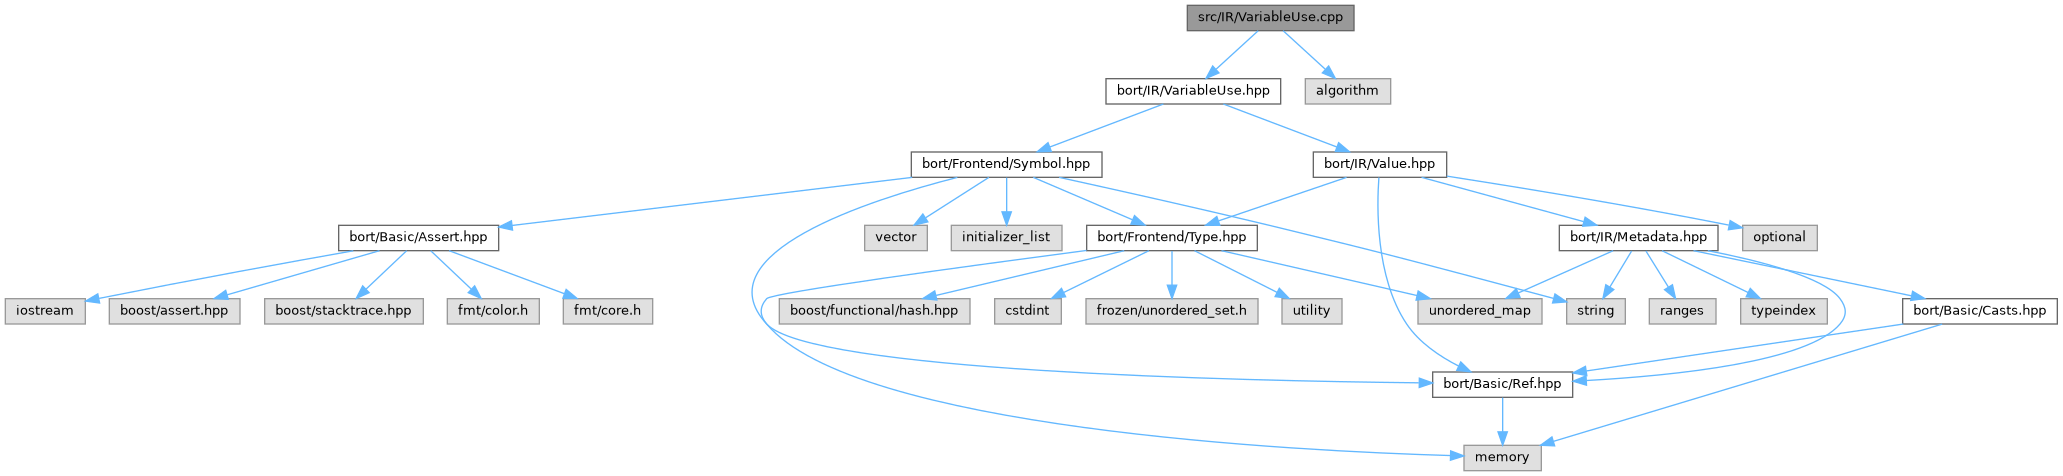 src/IR/VariableUse.cpp
bort/IR/VariableUse.hpp
algorithm
bort/Frontend/Symbol.hpp
bort/IR/Value.hpp
bort/Basic/Assert.hpp
vector
initializer_list
bort/Frontend/Type.hpp
bort/IR/Metadata.hpp
optional
iostream
boost/assert.hpp
boost/stacktrace.hpp
fmt/color.h
fmt/core.h
boost/functional/hash.hpp
cstdint
frozen/unordered_set.h
utility
unordered_map
string
ranges
typeindex
bort/Basic/Casts.hpp
bort/Basic/Ref.hpp
memory